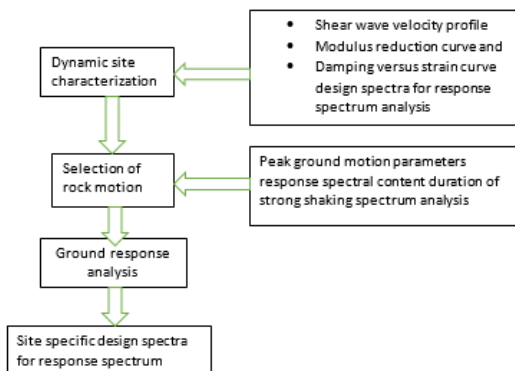 Dynamic site
characterization
• Shear wave velocity profile
• Modulus reduction curve and
• Damping versus strain curve
design spectra for response
spectrum analysis
Selection of
rock motion
Peak ground motion parameters
response spectral content duration of
strong shaking spectrum analysis
Ground response
analysis
Site specific design spectra
for response spectrum